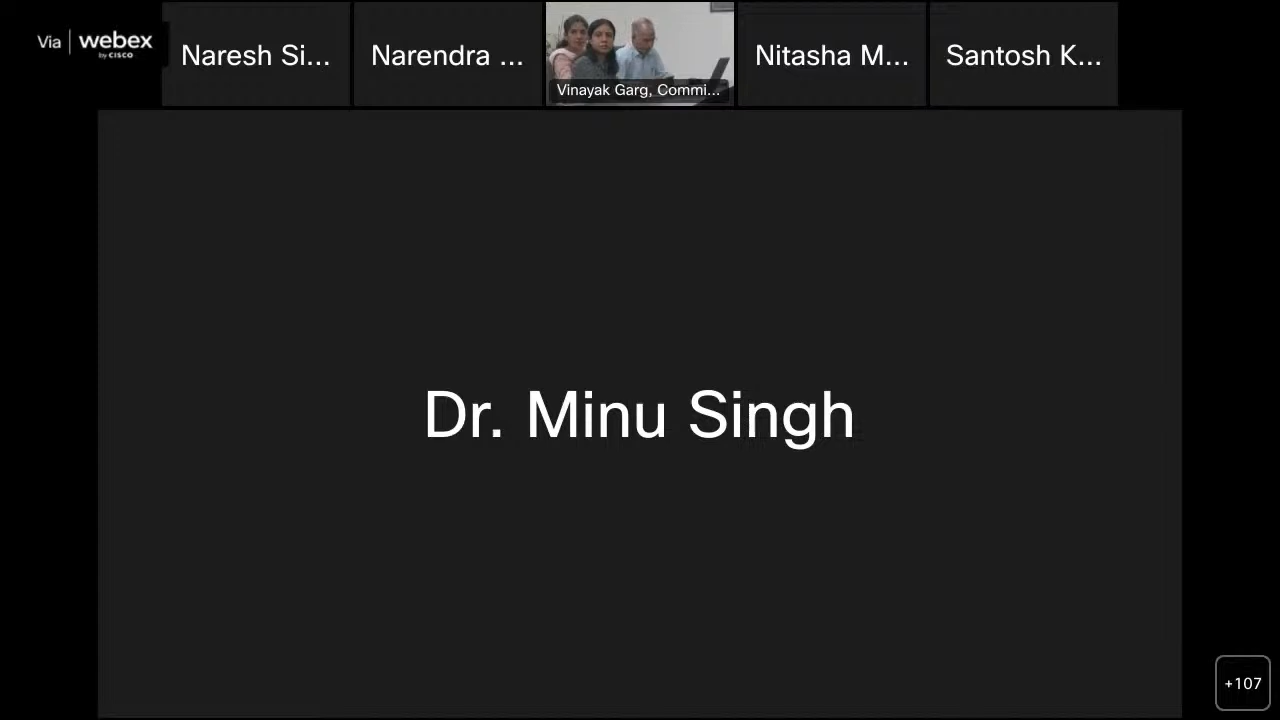 Via | webex
by CISCO
Naresh Si...
Narendra ...
Vinayak Garg, Commi...
Nitasha M...
Santosh K...
Dr. Minu Singh
+107